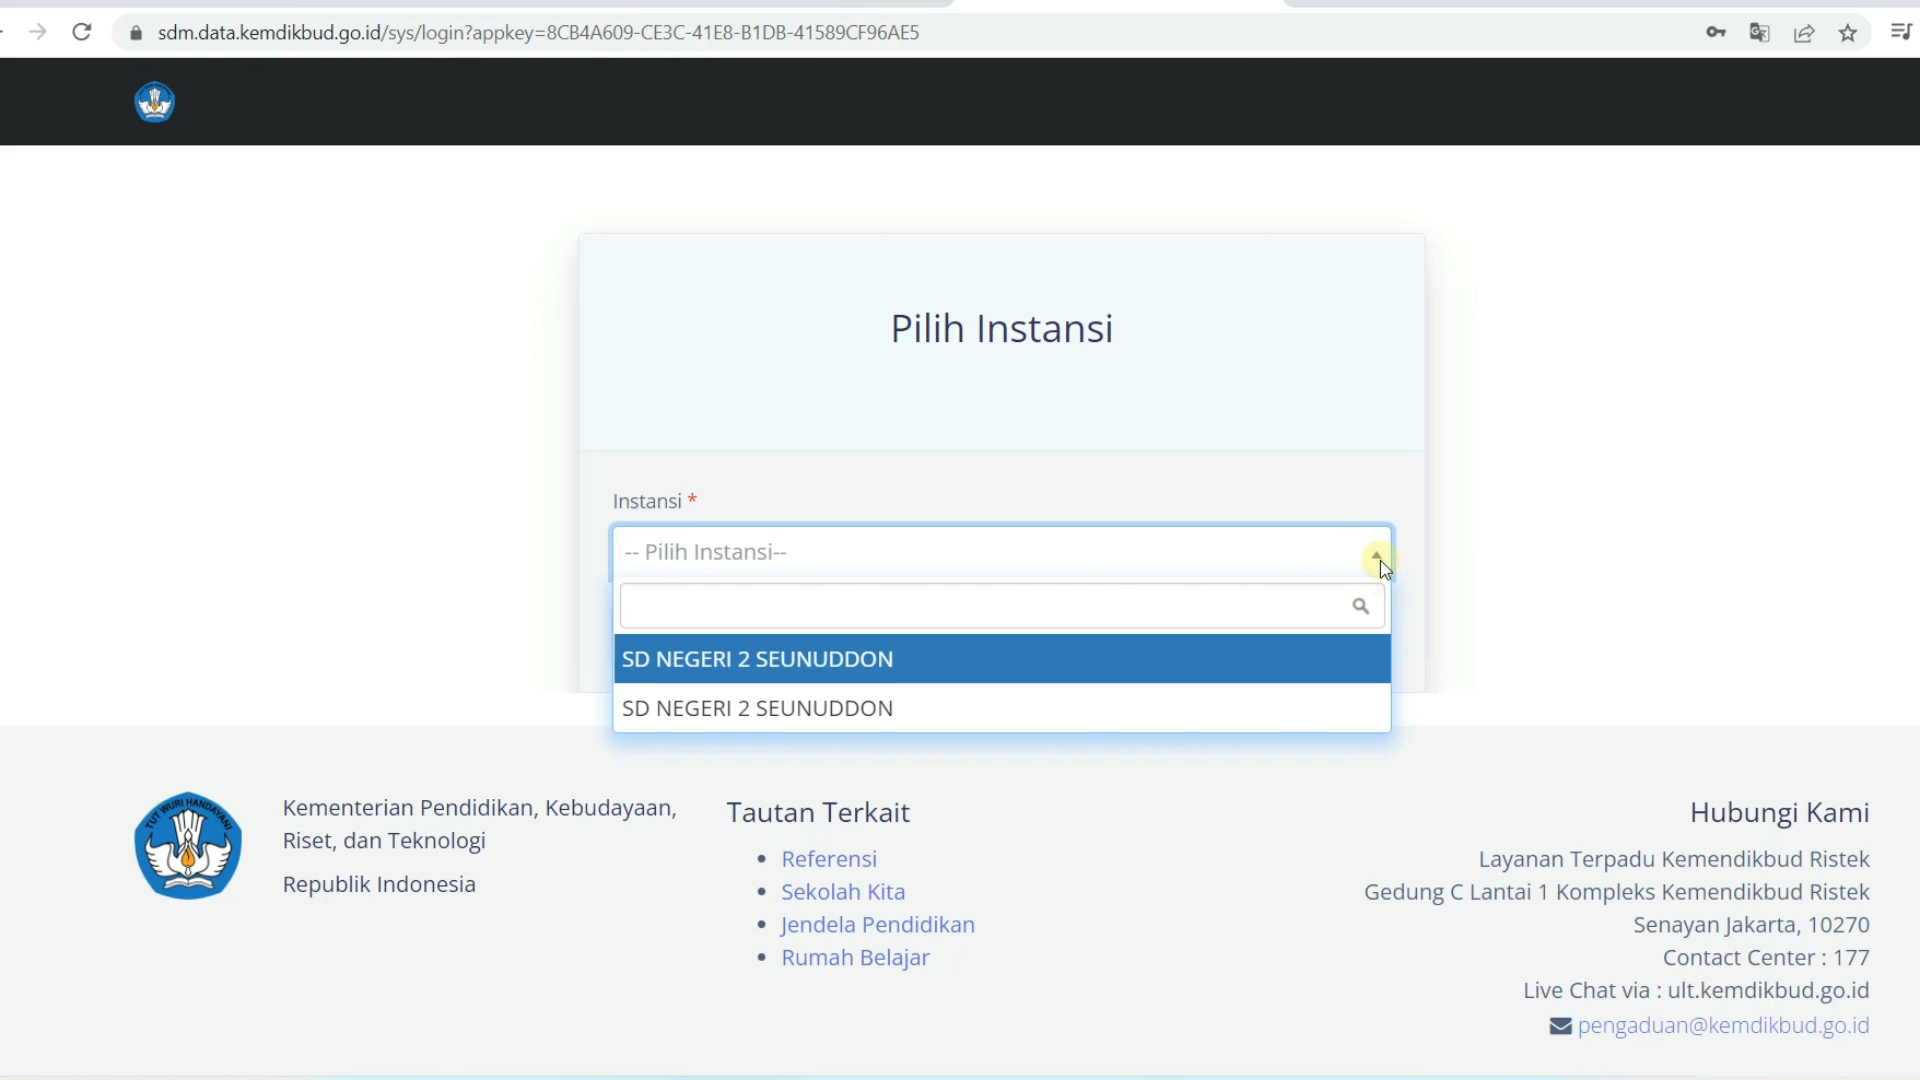 sdm.data.kemdikbud.go.id/sys/login?appkey=8CB4A609-CE3C-41E8-B1DB-41589CF96AE5
Pilih Instansi
Instansi *
-- Pilih Instansi--
SD NEGERI 2 SEUNUDDON
SD NEGERI 2 SEUNUDDON
TUT WURI HANDAYANI
Kementerian Pendidikan, Kebudayaan,
Riset, dan Teknologi
Republik Indonesia
Tautan Terkait
Referensi
Sekolah Kita
Jendela Pendidikan
Rumah Belajar
Hubungi Kami
Layanan Terpadu Kemendikbud Ristek
Gedung C Lantai 1 Kompleks Kemendikbud Ristek
Senayan Jakarta, 10270
Contact Center : 177
Live Chat via : ult.kemdikbud.go.id
pengaduan@kemdikbud.go.id